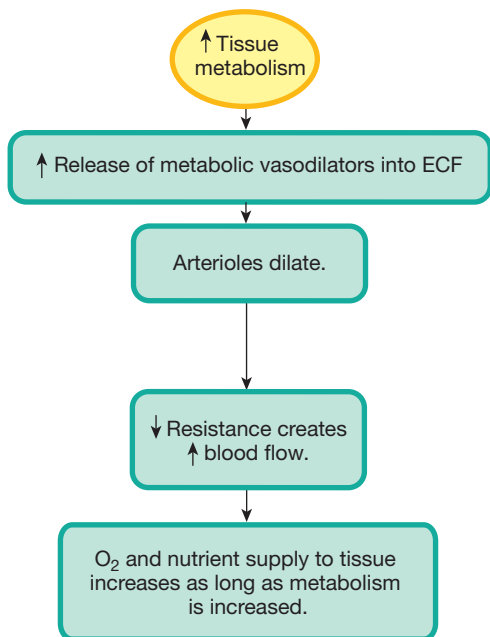 ↑ Tissue
metabolism
↑ Release of metabolic vasodilators into ECF
Arterioles dilate.
↓ Resistance creates
↑ blood flow.
O₂ and nutrient supply to tissue
increases as long as metabolism
is increased.